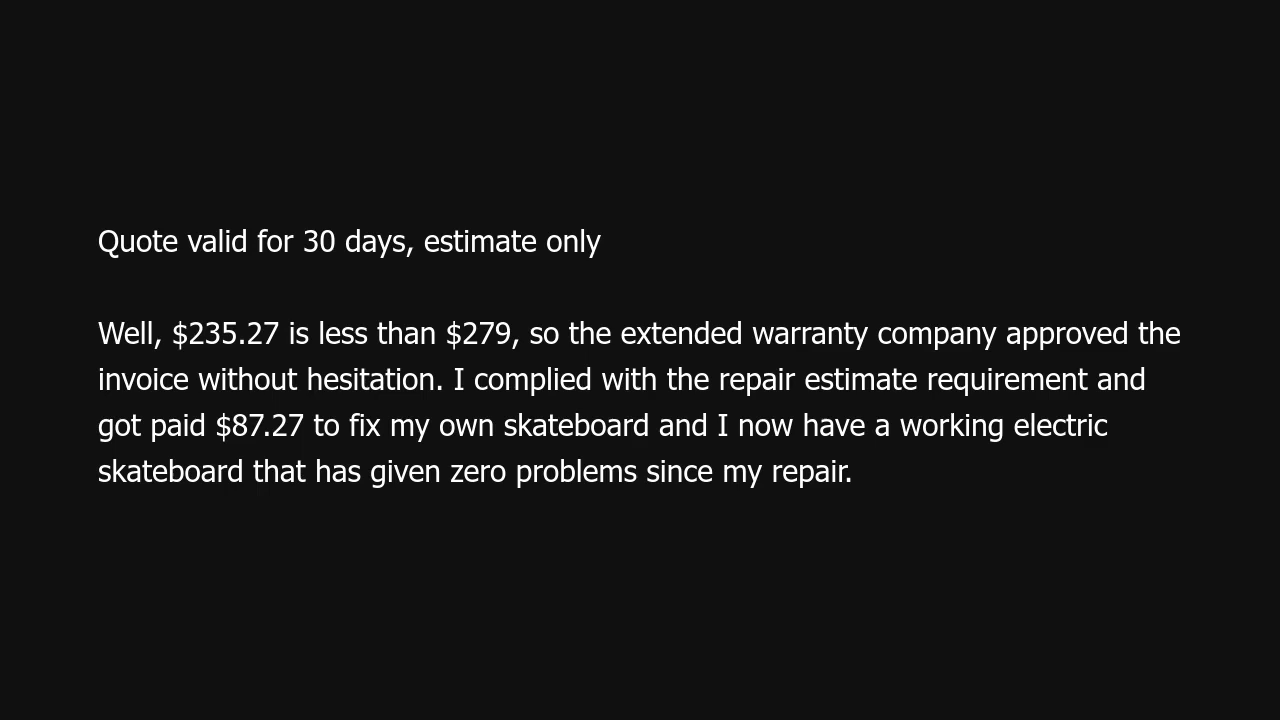 Quote valid for 30 days, estimate only
Well, $235.27 is less than $279, so the extended warranty company approved the
invoice without hesitation. I complied with the repair estimate requirement and
got paid $87.27 to fix my own skateboard and I now have a working electric
skateboard that has given zero problems since my repair.